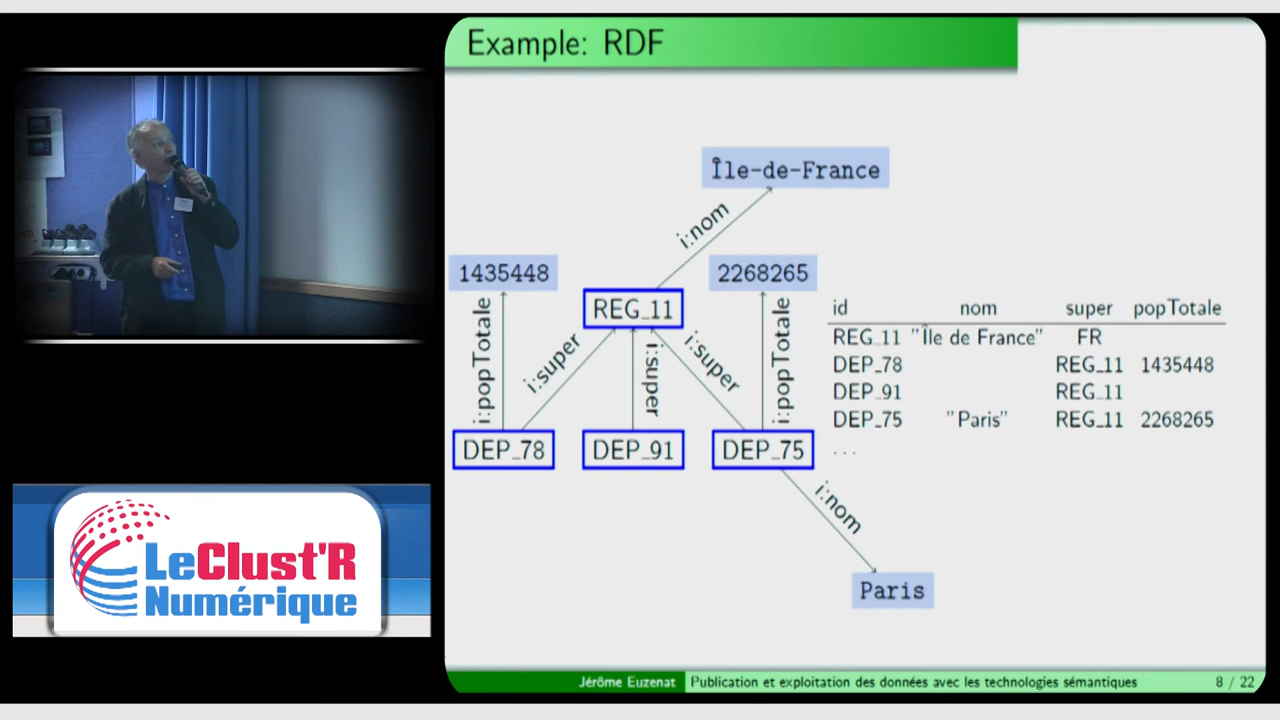 Example: RDF
Île-de-France
i:nom
1435448
2268265
REG_11
i:popTotale
i:super
i:super
i:super
i:popTotale
DEP_78
DEP_91
DEP_75
i:nom
Paris
id nom super popTotale
REG_11 "Île de France" FR
DEP_78 REG_11 1435448
DEP_91 REG_11
DEP_75 "Paris" REG_11 2268265
. . .
LeClust'R
Numérique
Jérôme Euzenat Publication et exploitation des données avec les technologies sémantiques 8 / 22